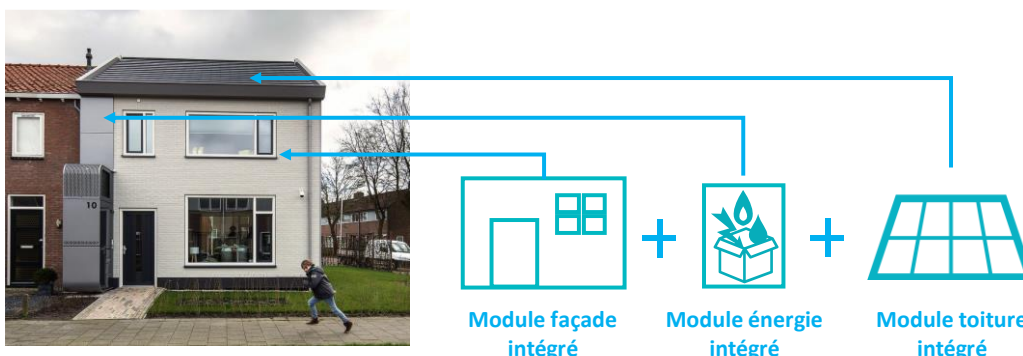 10
Module façade
intégré
Module énergie
intégré
Module toiture
intégré